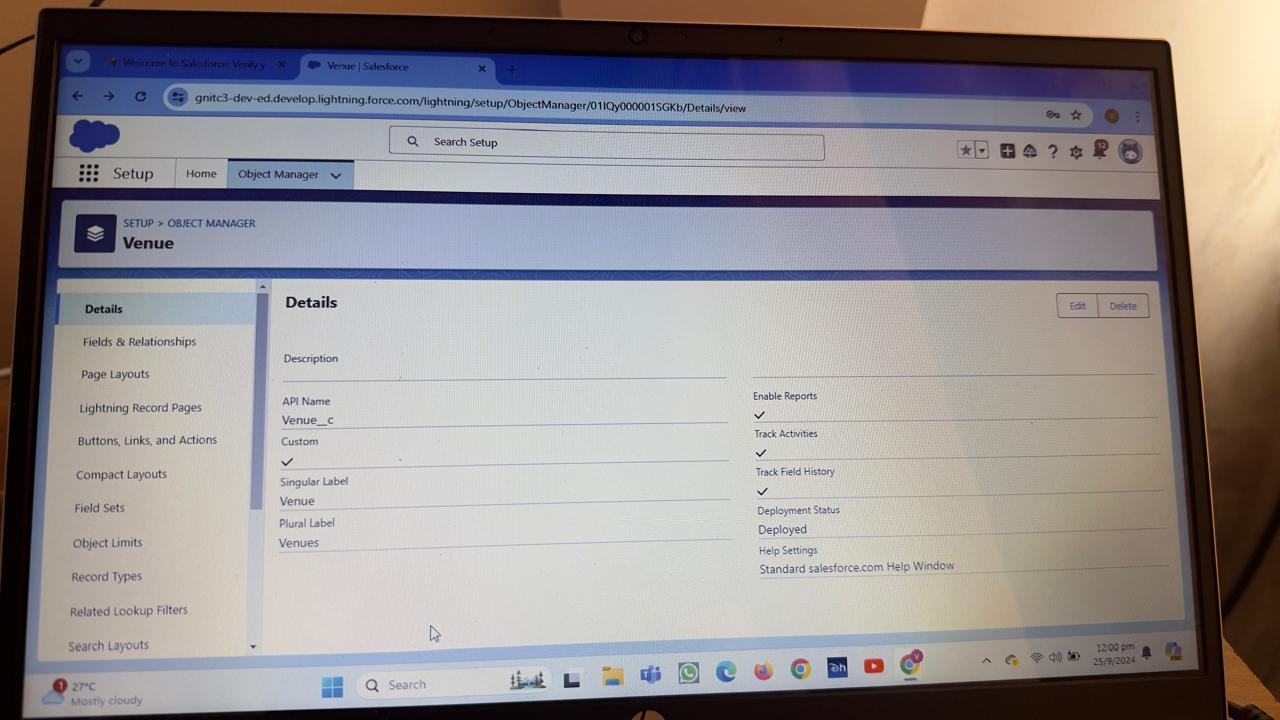 Welcome to Salesforce: Verify y
Venue | Salesforce
gnitc3-dev-ed.develop.lightning.force.com/lightning/setup/ObjectManager/01IQy000001SGKb/Details/view
V
Search Setup
12
Setup
Home
Object Manager
SETUP > OBJECT MANAGER
Venue
Details
Fields & Relationships
Page Layouts
Lightning Record Pages
Buttons, Links, and Actions
Compact Layouts
Field Sets
Object Limits
Record Types
Related Lookup Filters
Search Layouts
Details
Edit
Delete
Description
API Name
Venue__c
Custom
Singular Label
Venue
Plural Label
Venues
Enable Reports
Track Activities
Track Field History
Deployment Status
Deployed
Help Settings
Standard salesforce.com Help Window
1
27°C
Mostly cloudy
Search
V
12:00 pm
25/9/2024
hp